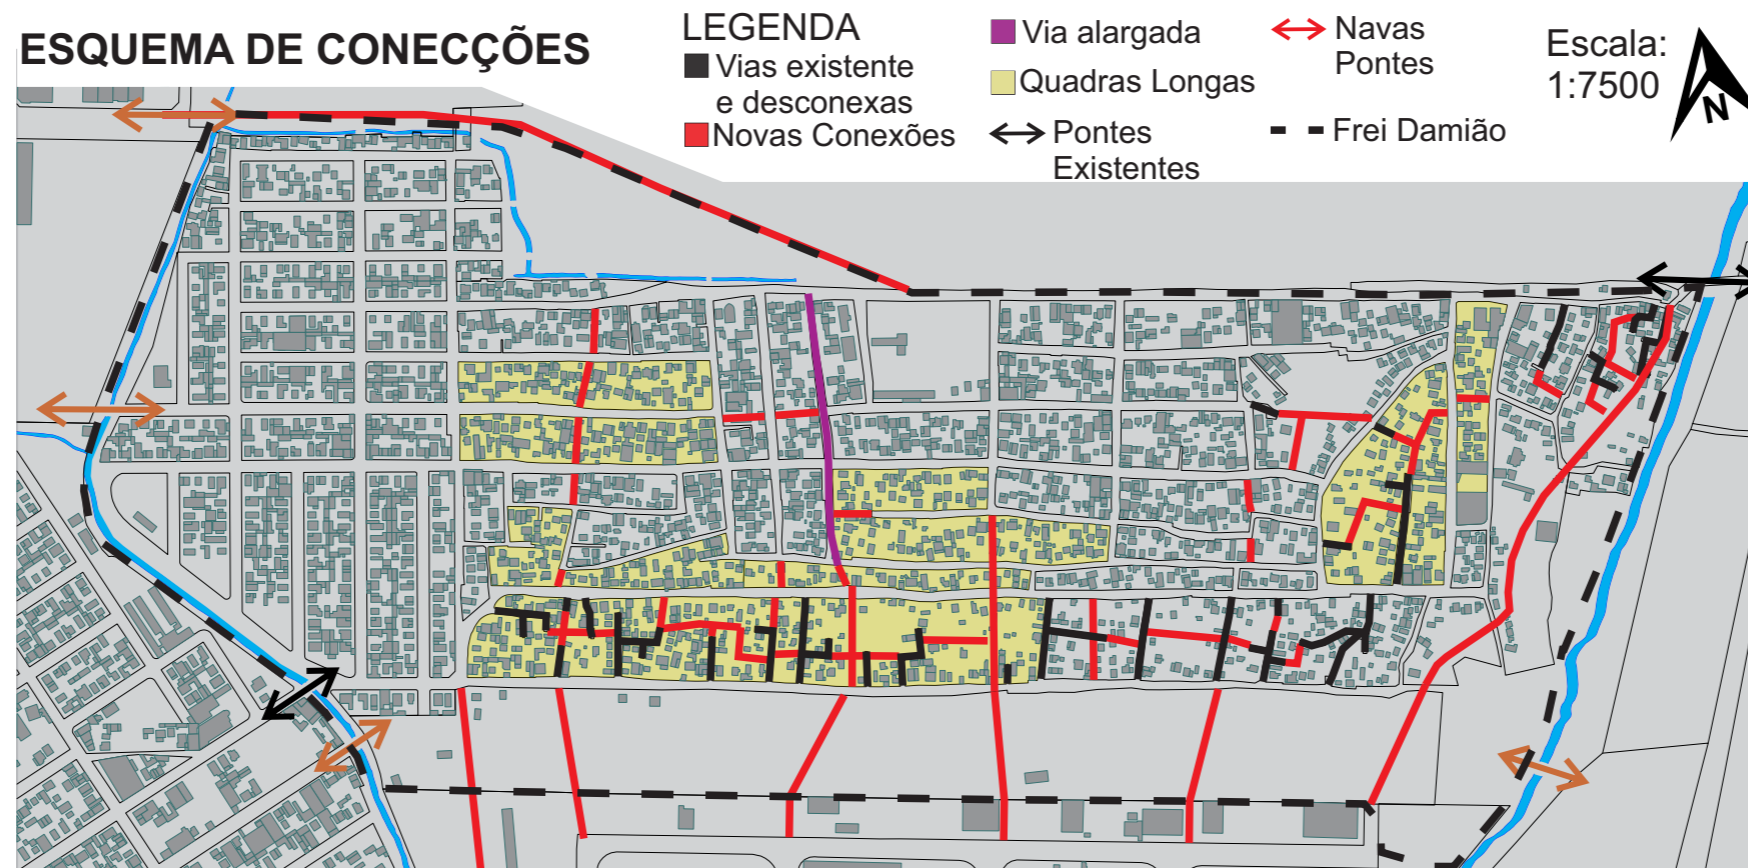 ESQUEMA DE CONECÇÕES
LEGENDA
Vias existente
e desconexas
Novas Conexões
Via alargada
Quadras Longas
Pontes
Existentes
Navas
Pontes
Frei Damião
Escala:
1:7500
N